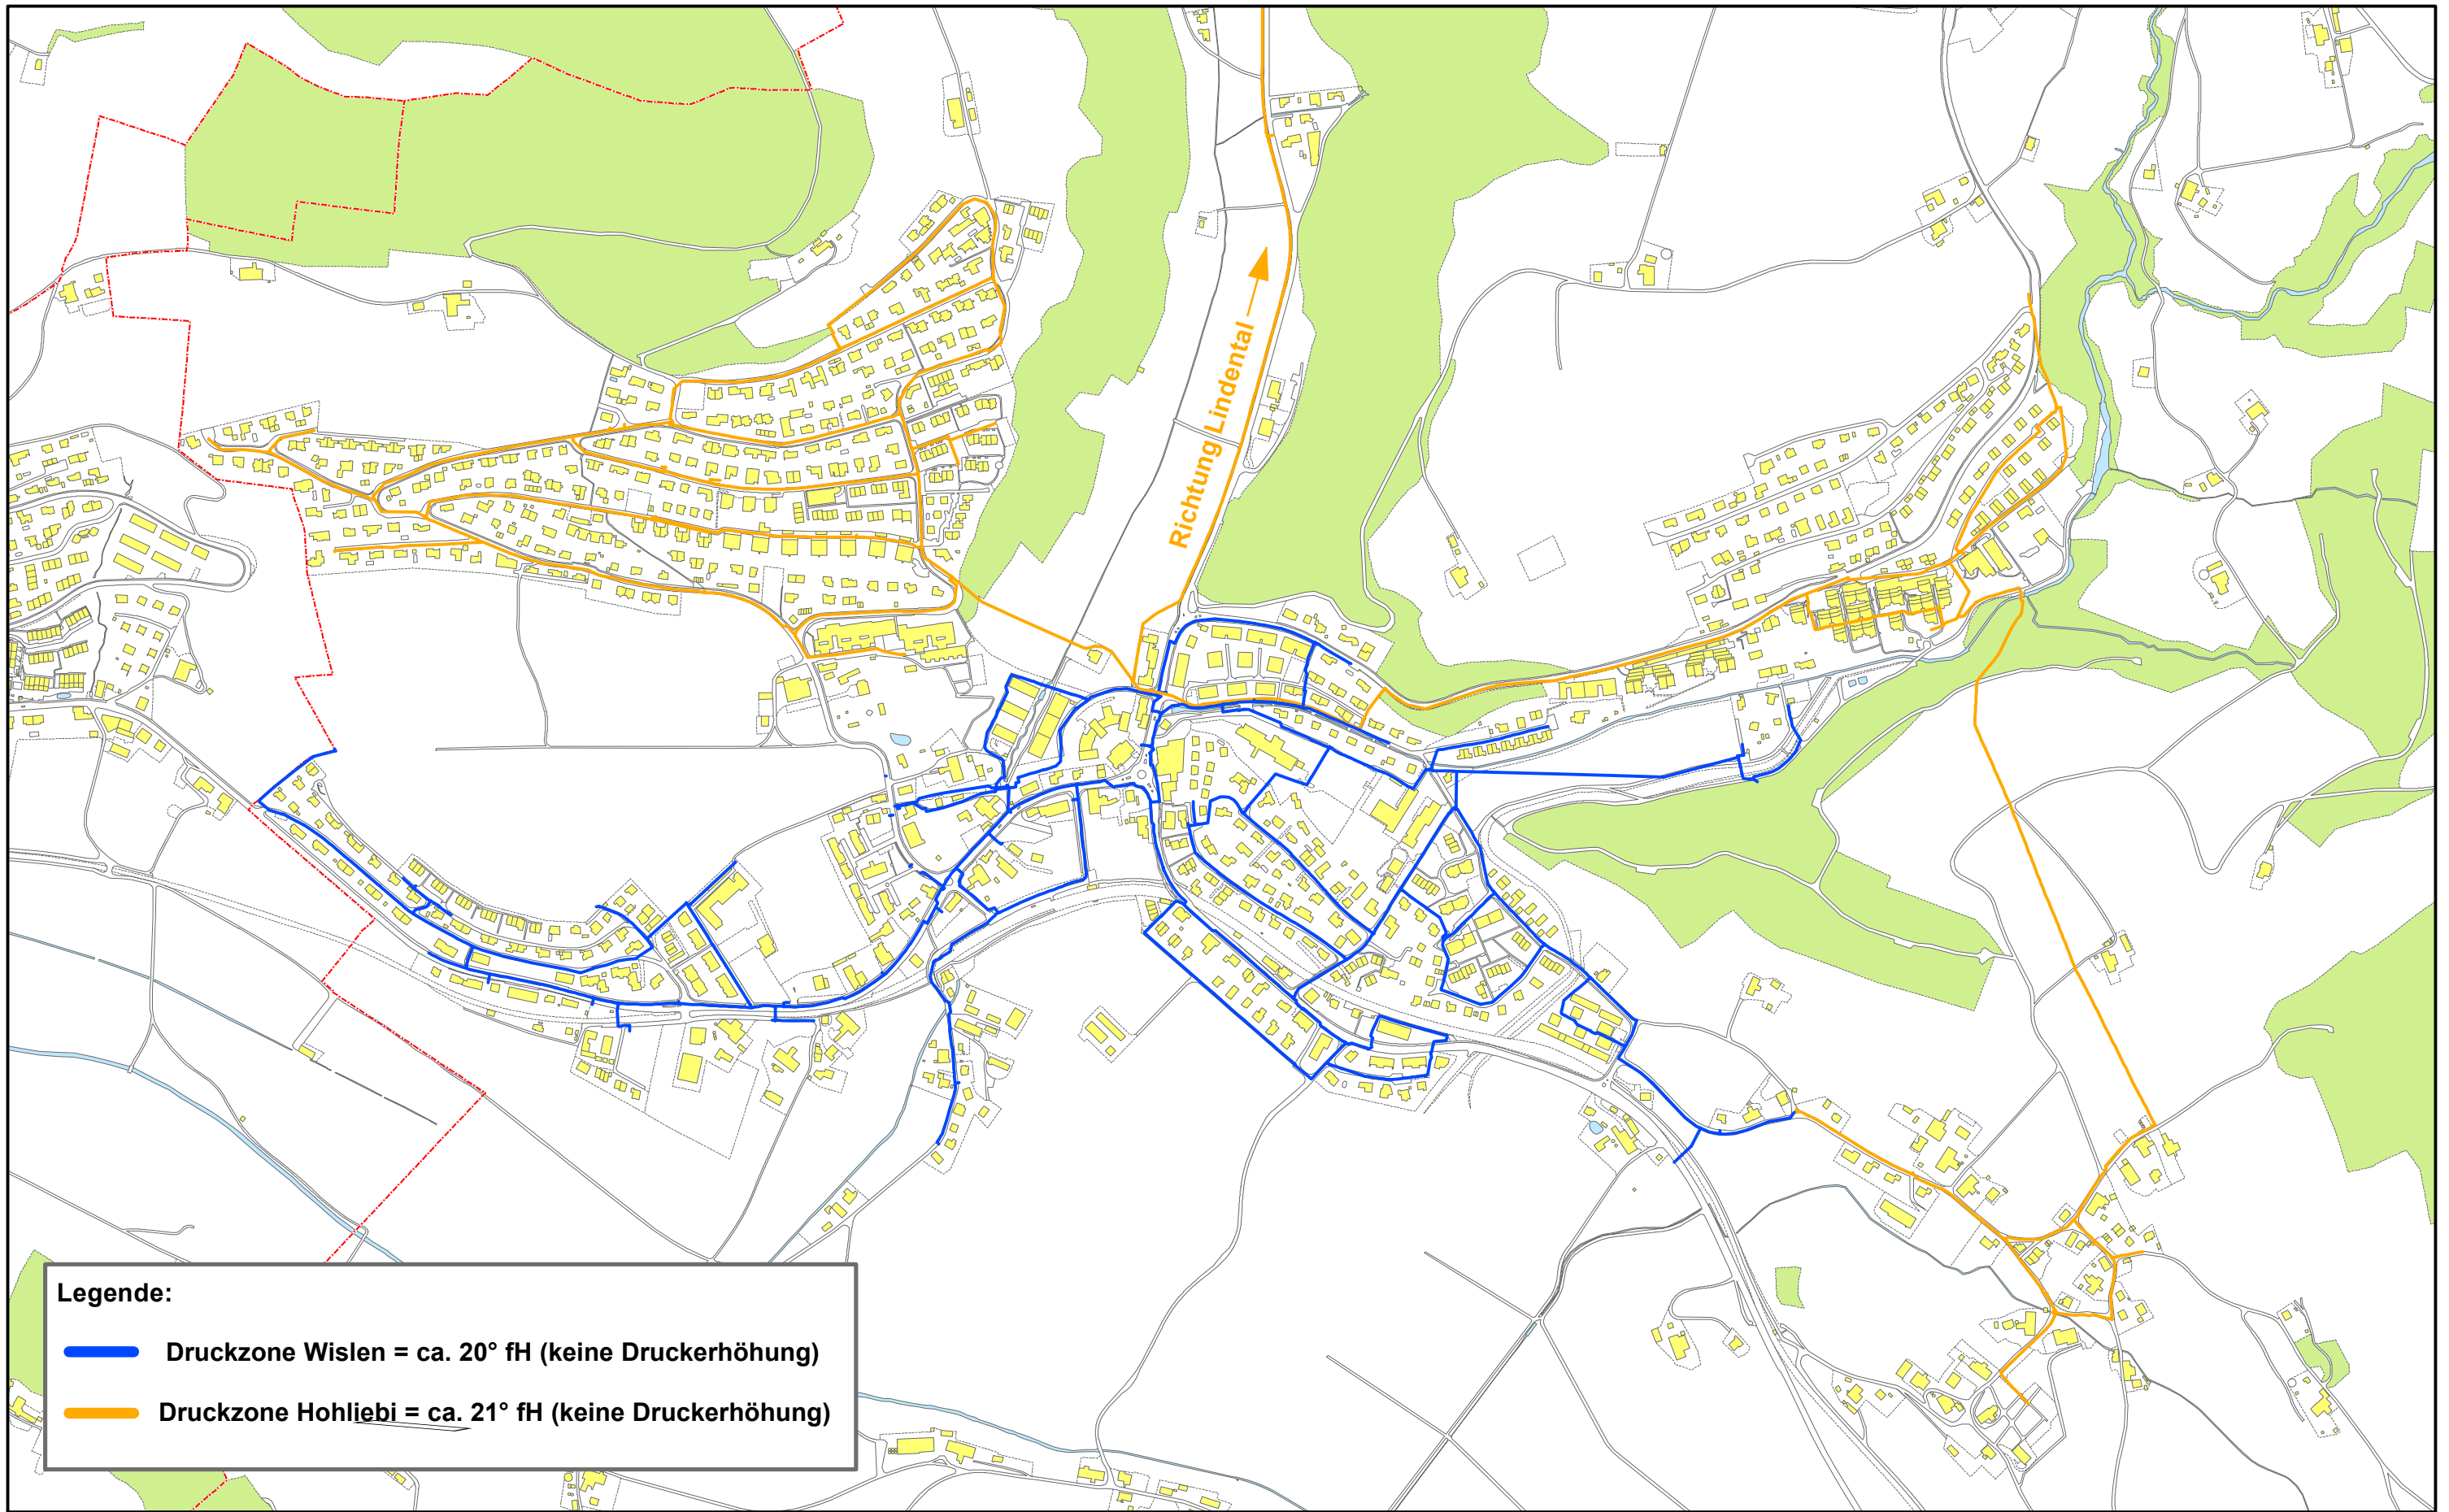 Richtung Lindental
Legende:
Druckzone Wislen = ca. 20° fH (keine Druckerhöhung)
Druckzone Hohliebi = ca. 21° fH (keine Druckerhöhung)